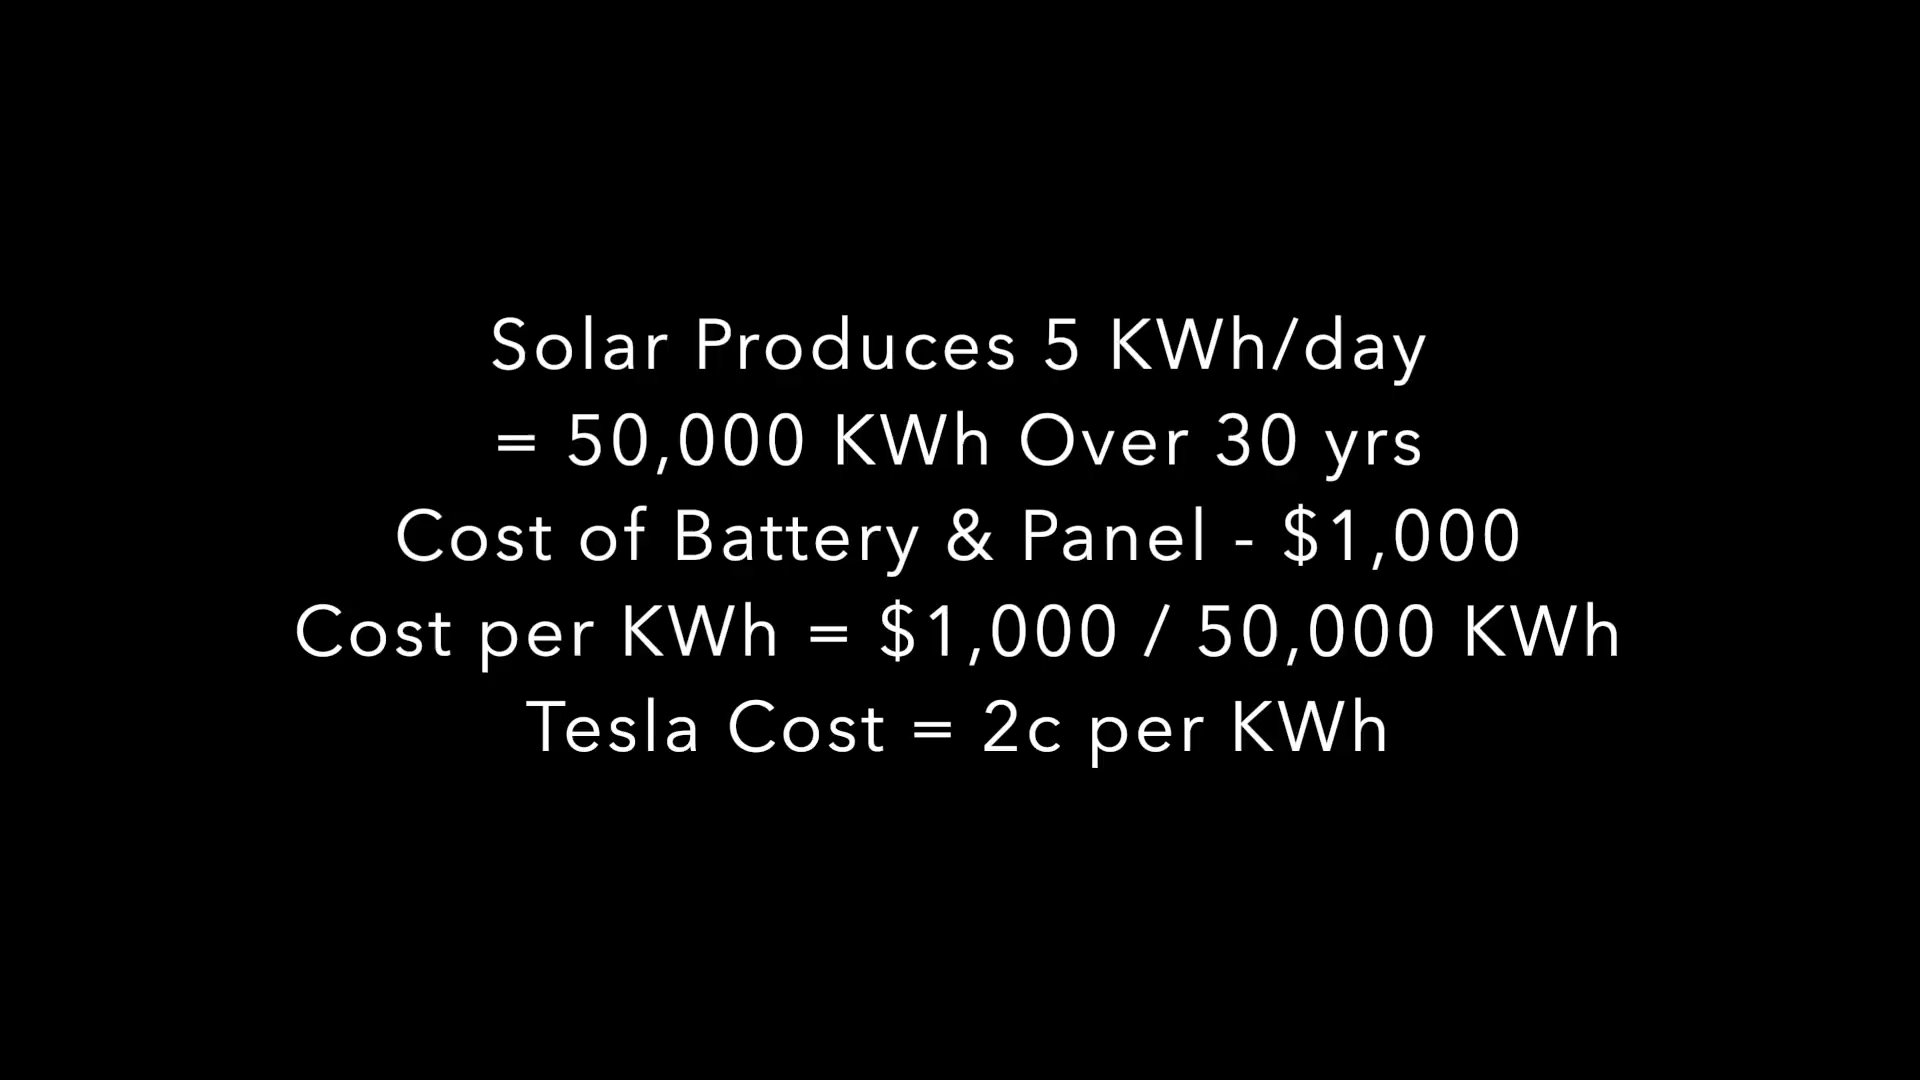 Solar Produces 5 KWh/day
= 50,000 KWh Over 30 yrs
Cost of Battery & Panel - $1,000
Cost per KWh = $1,000 / 50,000 KWh
Tesla Cost = 2c per KWh